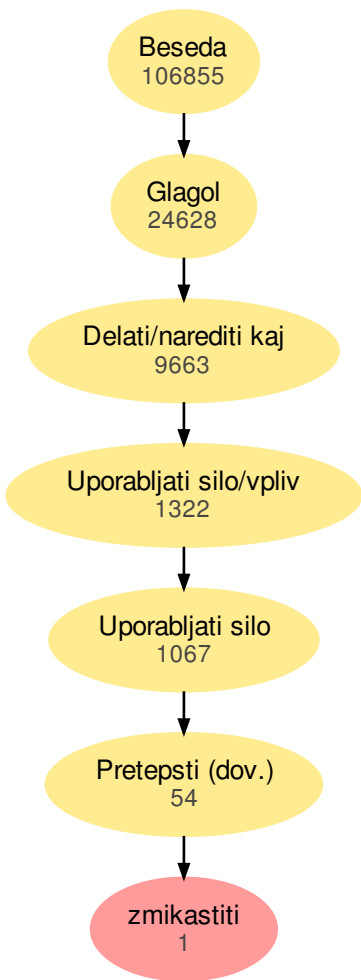 Beseda
106855
Glagol
24628
Delati/narediti kaj
9663
Uporabljati silo/vpliv
1322
Uporabljati silo
1067
Pretepsti (dov.)
54
zmikastiti
1